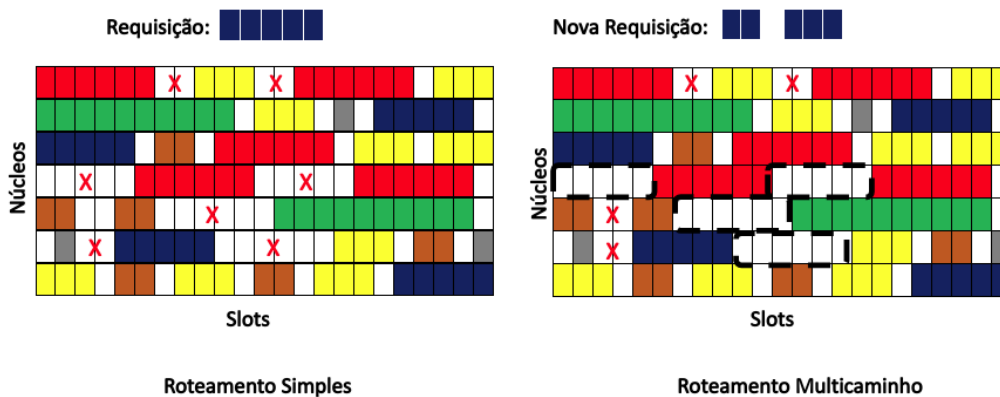 Requisição:
Nova Requisição:
X X
X X
Núcleos
X X
X
X X
Slots
Núcleos
X
X
Slots
Roteamento Simples
Roteamento Multicaminho